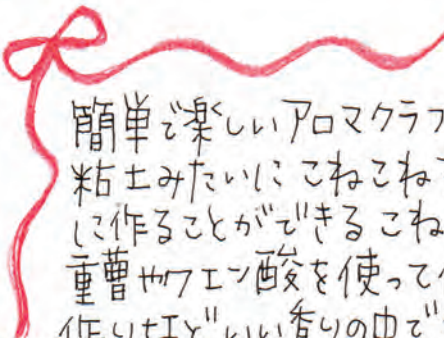 簡単で楽しいアロマクラフ
粘土みたいにこねこね
に作ることができるこね
重曹やクエン酸を使って
作り方どいい香りの中で